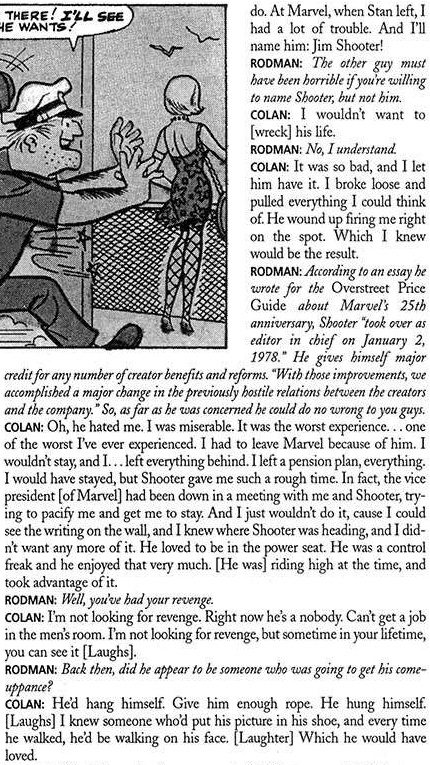 THERE! I'LL SEE
HE WANTS!
do. At Marvel, when Stan left, I
had a lot of trouble. And I'll
name him: Jim Shooter!
RODMAN: The other guy must
have been horrible if you're willing
to name Shooter, but not him.
COLAN: I wouldn't want to
[wreck] his life.
RODMAN: No, I understand.
COLAN: It was so bad, and I let
him have it. I broke loose and
pulled everything I could think
of. He wound up firing me right
on the spot. Which I knew
would be the result.
RODMAN: According to an essay he
wrote for the Overstreet Price
Guide about Marvel's 25th
anniversary, Shooter "took over as
editor in chief on January 2,
1978." He gives himself major
credit for any number of creator benefits and reforms. "With those improvements, we
accomplished a major change in the previously hostile relations between the creators
and the company." So, as far as he was concerned he could do no wrong to you guys.
COLAN: Oh, he hated me. I was miserable. It was the worst experience. . . one
of the worst I've ever experienced. I had to leave Marvel because of him. I
wouldn't stay, and I. . . left everything behind. I left a pension plan, everything.
I would have stayed, but Shooter gave me such a rough time. In fact, the vice
president [of Marvel] had been down in a meeting with me and Shooter, try-
ing to pacify me and get me to stay. And I just wouldn't do it, cause I could
see the writing on the wall, and I knew where Shooter was heading, and I did-
n't want any more of it. He loved to be in the power seat. He was a control
freak and he enjoyed that very much. [He was] riding high at the time, and
took advantage of it.
RODMAN: Well, you've had your revenge.
COLAN: I'm not looking for revenge. Right now he's a nobody. Can't get a job
in the men's room. I'm not looking for revenge, but sometime in your lifetime,
you can see it [Laughs].
RODMAN: Back then, did he appear to be someone who was going to get his come-
uppance?
COLAN: He'd hang himself. Give him enough rope. He hung himself.
[Laughs] I knew someone who'd put his picture in his shoe, and every time
he walked, he'd be walking on his face. [Laughter] Which he would have
loved.